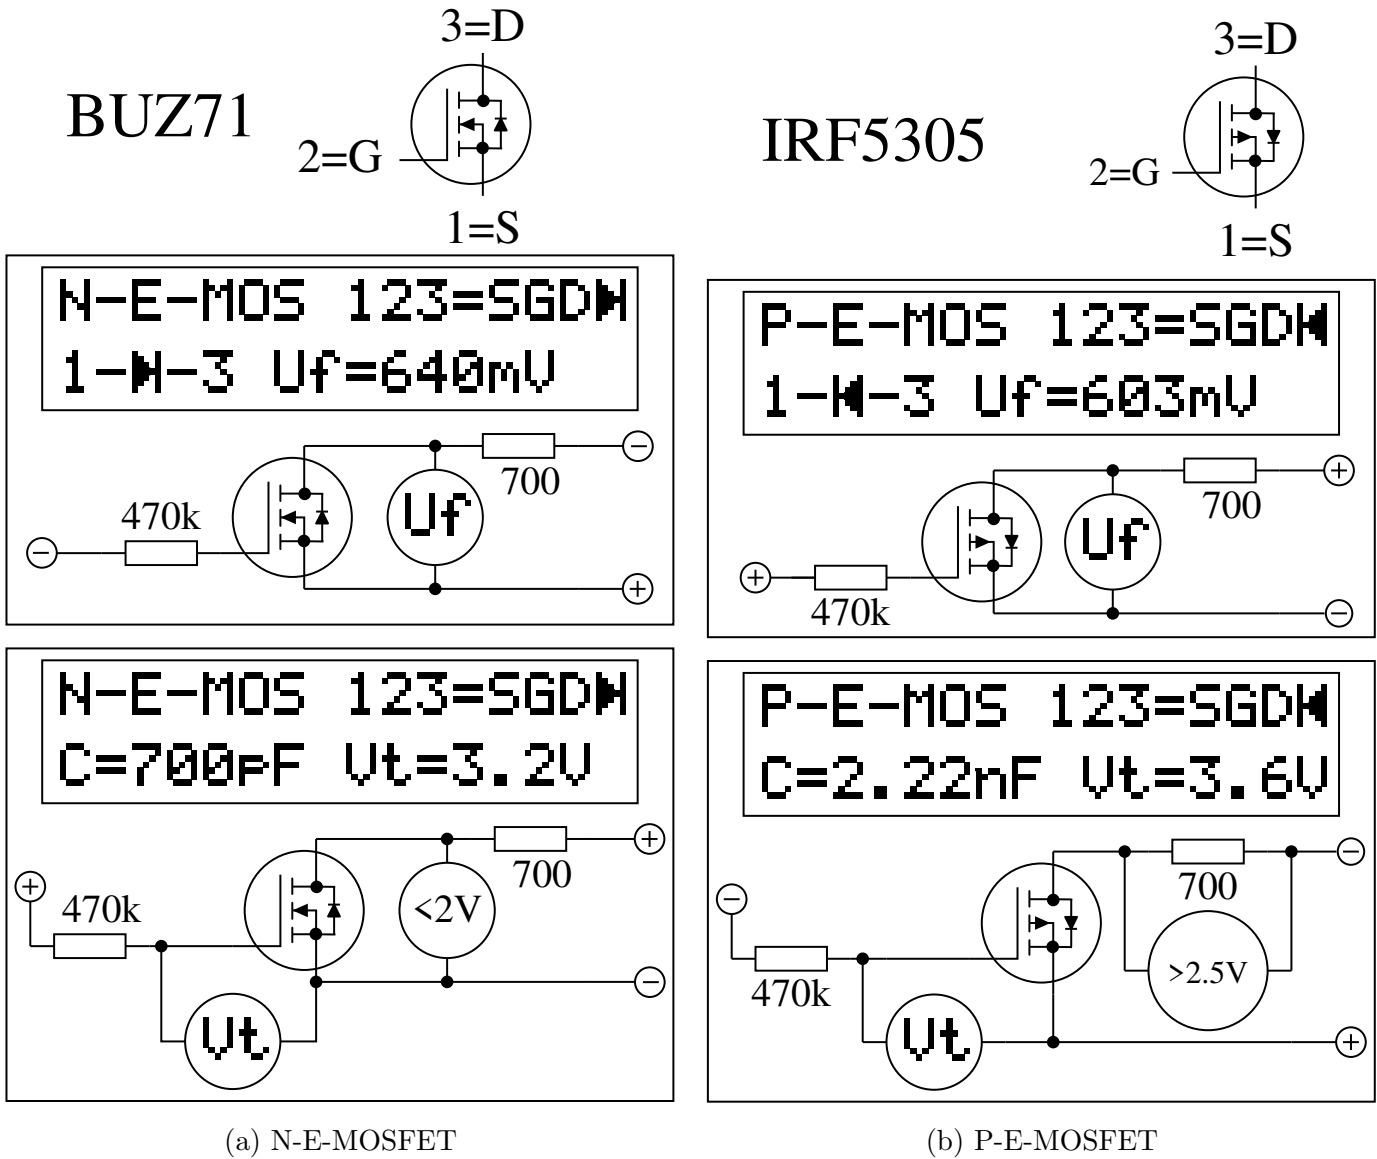 3=D
BUZ71
2=G
1=S
N-E-MOS 123=SGD
1-▶|-3 Uf=640mV
−
700
470k
Uf
−
+
N-E-MOS 123=SGD▶|
C=700pF Vt=3.2V
+
700
+
470k
<2V
−
Vt
(a) N-E-MOSFET
3=D
IRF5305
2=G
1=S
P-E-MOS 123=SGD|◀
1-|◀-3 Uf=603mV
+
700
Uf
+
470k
−
P-E-MOS 123=SGD|◀
C=2.22nF Vt=3.6V
−
700
−
>2.5V
470k
Vt
+
(b) P-E-MOSFET